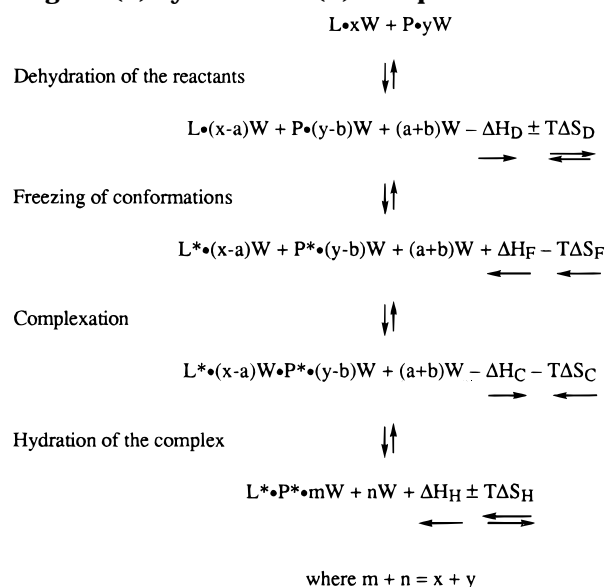 L•xW + P•yW
Dehydration of the reactants
L•(x-a)W + P•(y-b)W + (a+b)W − ΔH_D ± TΔS_D
Freezing of conformations
L*•(x-a)W + P*•(y-b)W + (a+b)W + ΔH_F − TΔS_F
Complexation
L*•(x-a)W•P*•(y-b)W + (a+b)W − ΔH_C − TΔS_C
Hydration of the complex
L*•P*•mW + nW + ΔH_H ± TΔS_H
where m + n = x + y